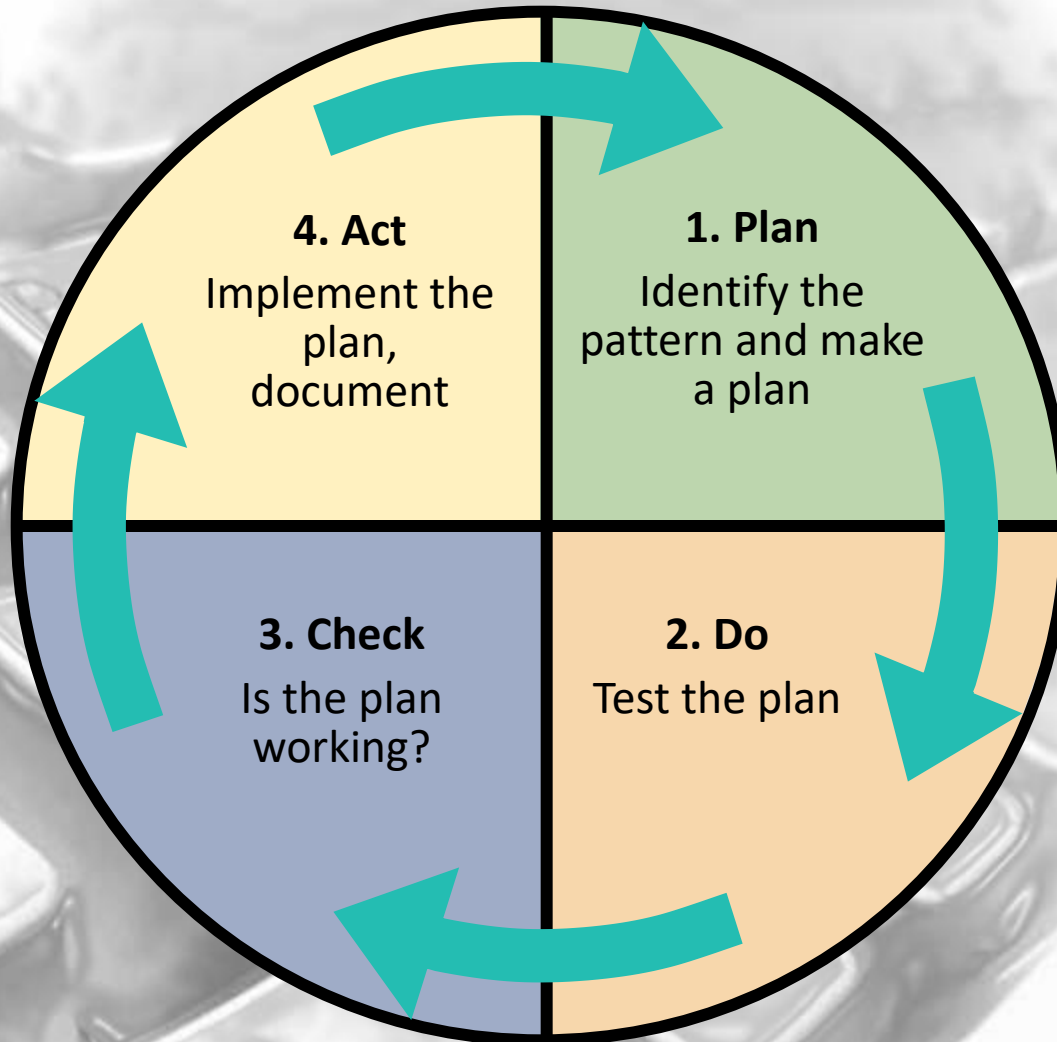 1. Plan
Identify the
pattern and make
a plan
2. Do
Test the plan
3. Check
Is the plan
working?
4. Act
Implement the
plan,
document